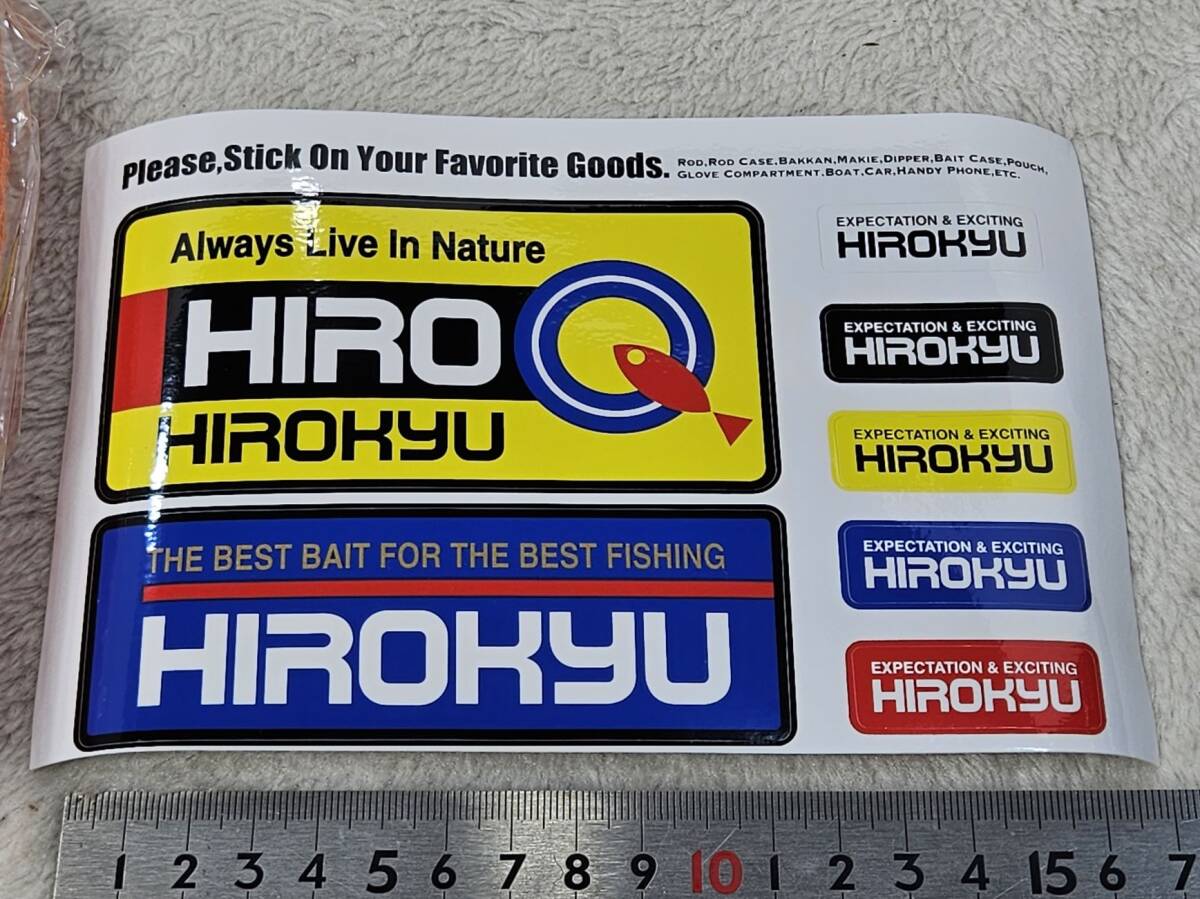 Please,Stick On Your Favorite Goods.
ROD,ROD CASE,BAKKAN,MAKIE,DIPPER,BAIT CASE,POUCH,
GLOVE COMPARTMENT,BOAT,CAR,HANDY PHONE,ETC.
Always Live In Nature
HIRO
HIROKYU
THE BEST BAIT FOR THE BEST FISHING
HIROKYU
EXPECTATION & EXCITING
HIROKYU
EXPECTATION & EXCITING
HIROKYU
EXPECTATION & EXCITING
HIROKYU
EXPECTATION & EXCITING
HIROKYU
EXPECTATION & EXCITING
HIROKYU
1 2 3 4 5 6 7 8 9 10 1 2 3 4 15 6 7